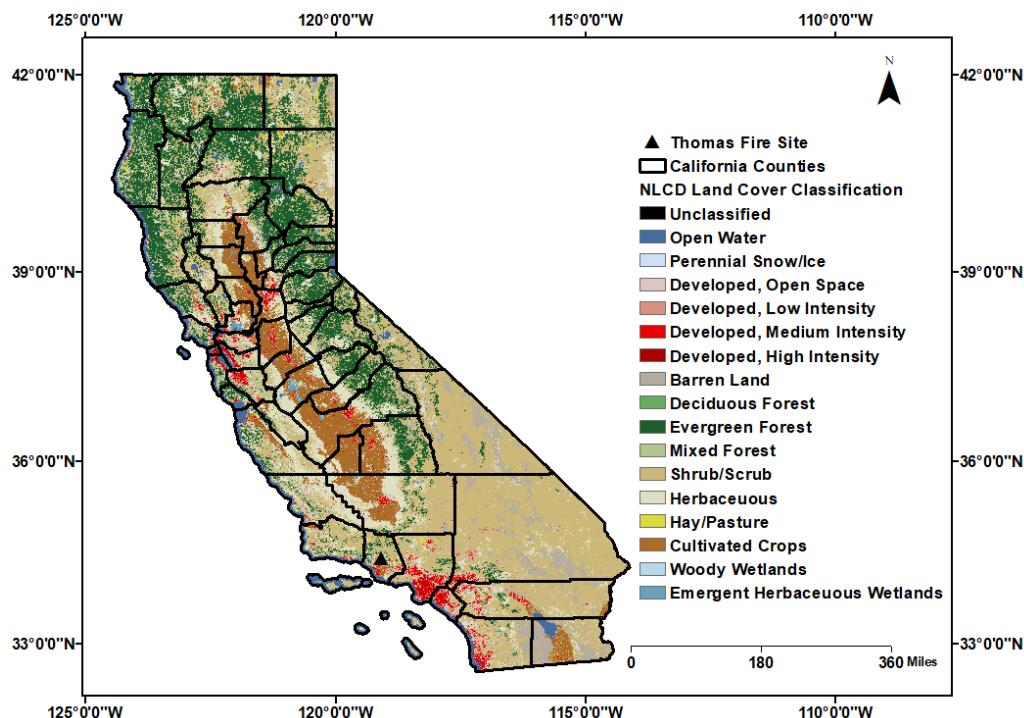 125°0'0"W 120°0'0"W 115°0'0"W 110°0'0"W
42°0'0"N 42°0'0"N
N
Thomas Fire Site
California Counties
NLCD Land Cover Classification
Unclassified
Open Water
Perennial Snow/Ice
39°0'0"N 39°0'0"N
Developed, Open Space
Developed, Low Intensity
Developed, Medium Intensity
Developed, High Intensity
Barren Land
Deciduous Forest
Evergreen Forest
Mixed Forest
36°0'0"N 36°0'0"N
Shrub/Scrub
Herbaceous
Hay/Pasture
Cultivated Crops
Woody Wetlands
Emergent Herbaceous Wetlands
33°0'0"N 33°0'0"N
0 180 360 Miles
125°0'0"W 120°0'0"W 115°0'0"W 110°0'0"W